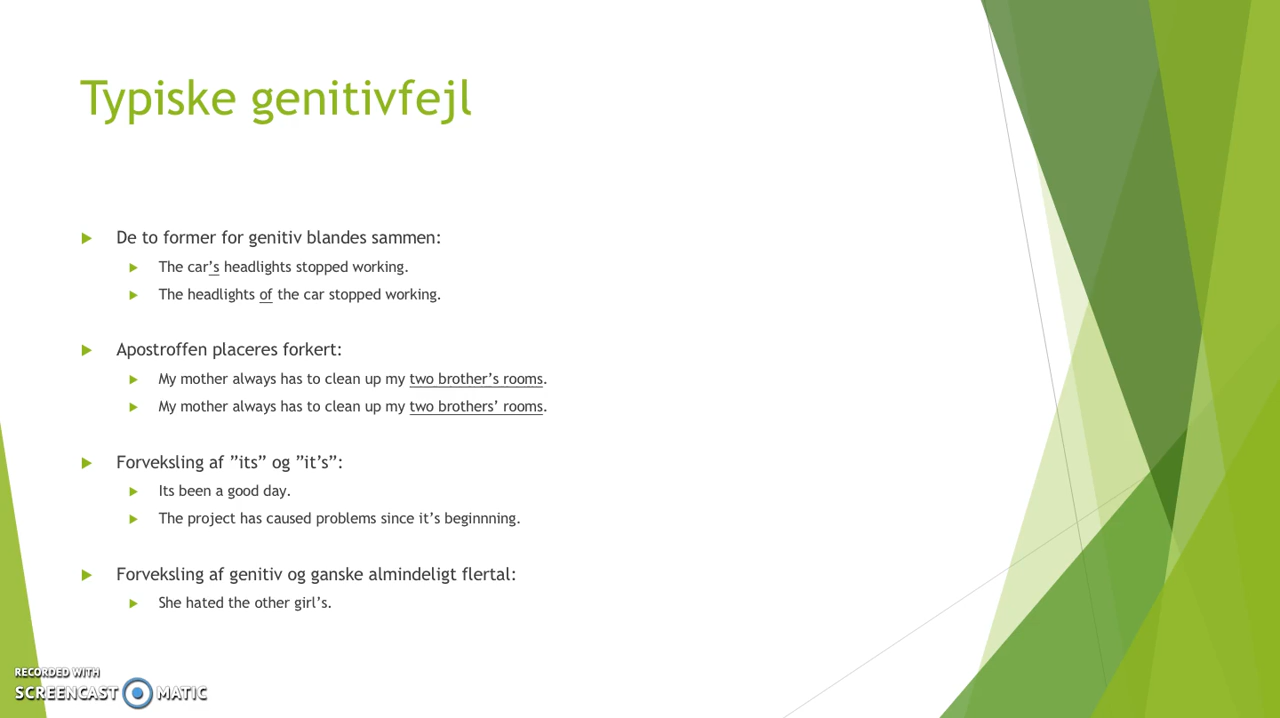 Typiske genitivfejl
De to former for genitiv blandes sammen:
The car’s headlights stopped working.
The headlights of the car stopped working.
Apostroffen placeres forkert:
My mother always has to clean up my two brother’s rooms.
My mother always has to clean up my two brothers’ rooms.
Forveksling af ”its” og ”it’s”:
Its been a good day.
The project has caused problems since it’s beginnning.
Forveksling af genitiv og ganske almindeligt flertal:
She hated the other girl’s.
RECORDED WITH
SCREENCAST MATIC